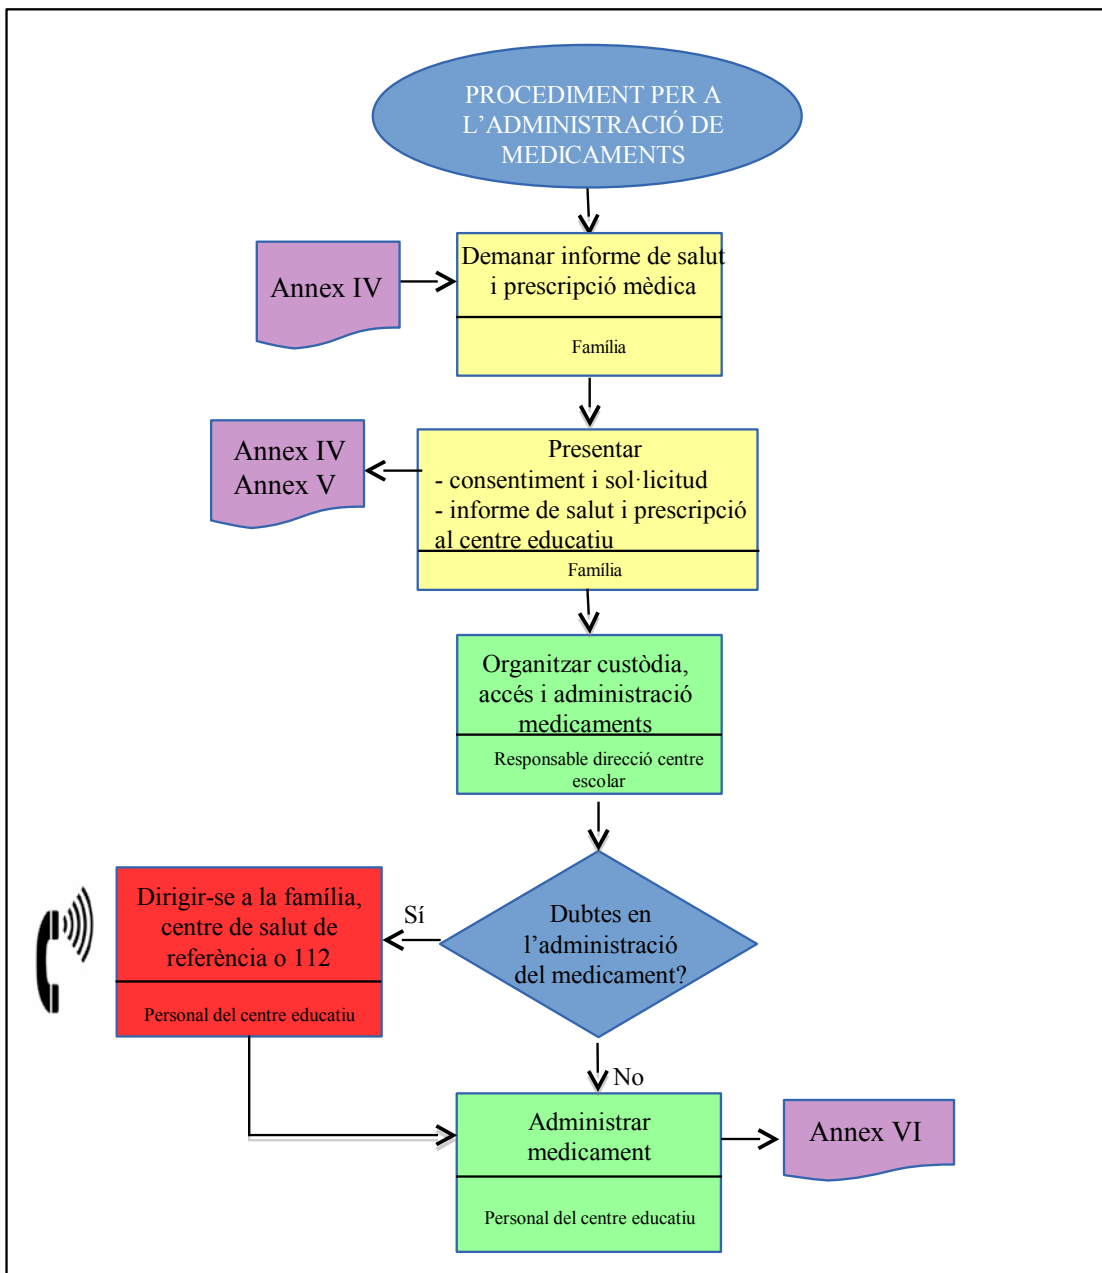 PROCEDIMENT PER A
L’ADMINISTRACIÓ DE
MEDICAMENTS
Annex IV
Demanar informe de salut
i prescripció mèdica
Família
Annex IV
Annex V
Presentar
- consentiment i sol·licitud
- informe de salut i prescripció
al centre educatiu
Família
Organitzar custòdia,
accés i administració
medicaments
Responsable direcció centre
escolar
Dubtes en
l’administració
del medicament?
Sí
Dirigir-se a la família,
centre de salut de
referència o 112
Personal del centre educatiu
No
Administrar
medicament
Personal del centre educatiu
Annex VI